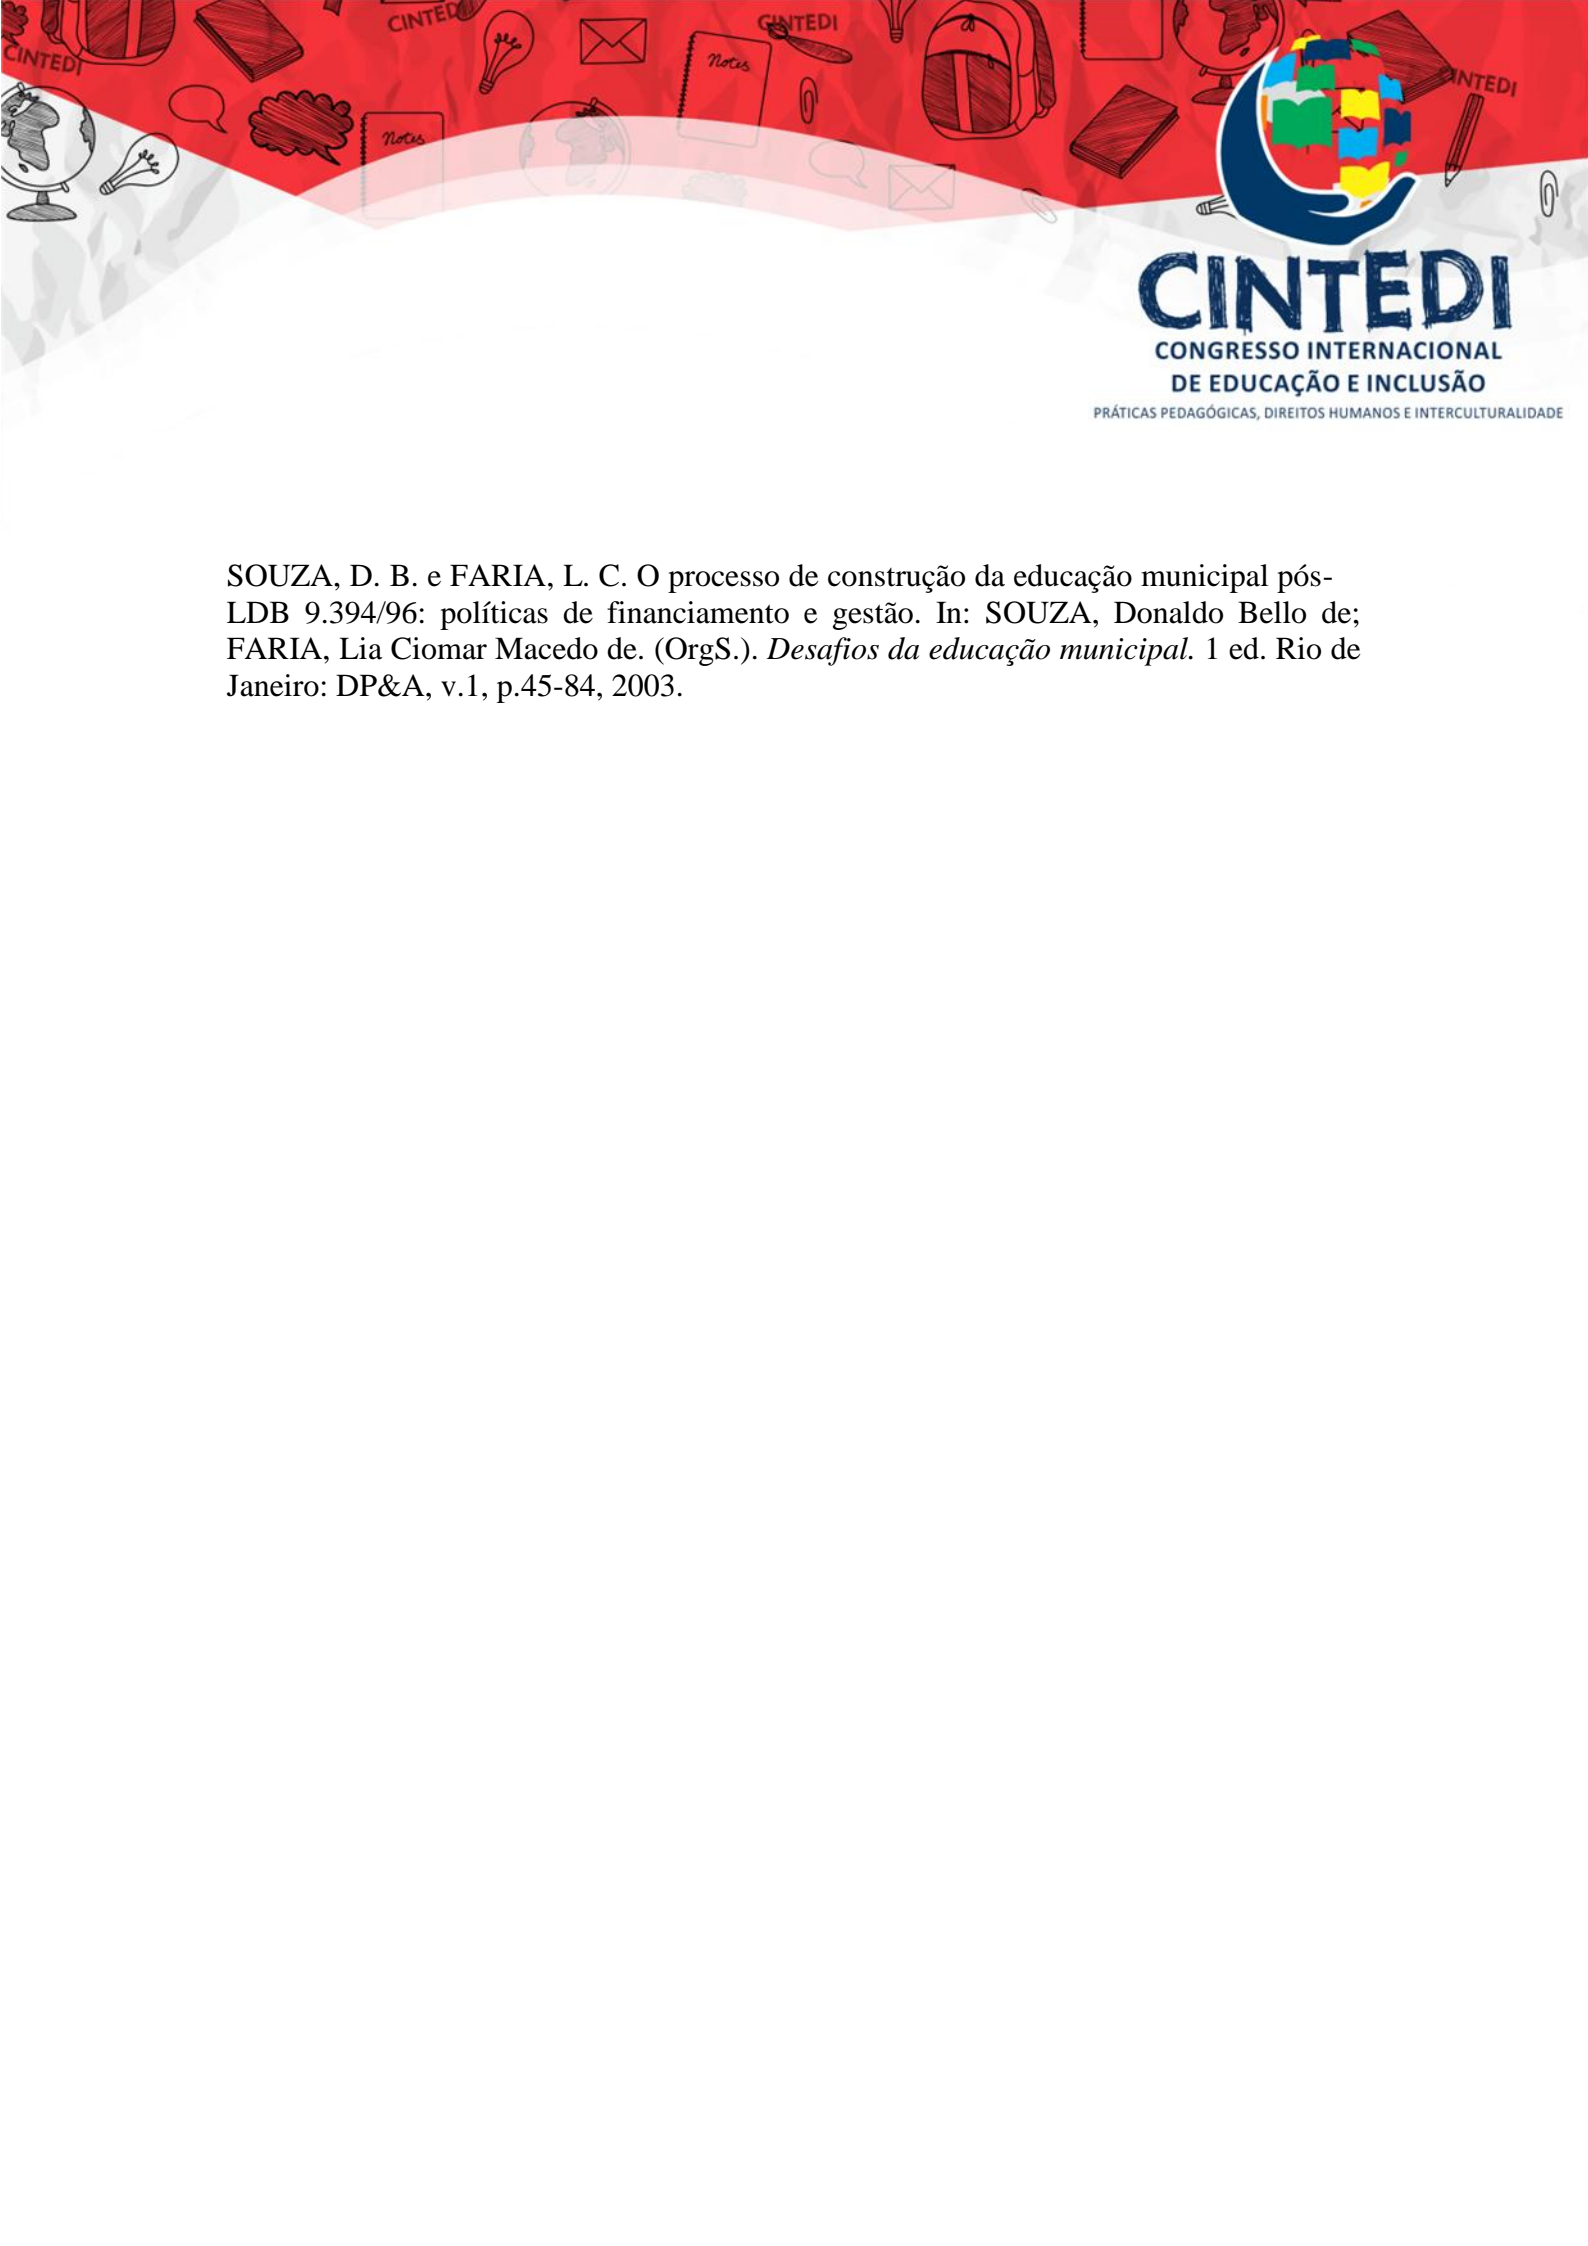 CINTEDI
CINTED
CINTEDI
INTEDI
Notes
Notes
CINTEDI
CONGRESSO INTERNACIONAL
DE EDUCAÇÃO E INCLUSÃO
PRÁTICAS PEDAGÓGICAS, DIREITOS HUMANOS E INTERCULTURALIDADE
SOUZA, D. B. e FARIA, L. C. O processo de construção da educação municipal pós-
LDB 9.394/96: políticas de financiamento e gestão. In: SOUZA, Donaldo Bello de;
FARIA, Lia Ciomar Macedo de. (OrgS.). Desafios da educação municipal. 1 ed. Rio de
Janeiro: DP&A, v.1, p.45-84, 2003.